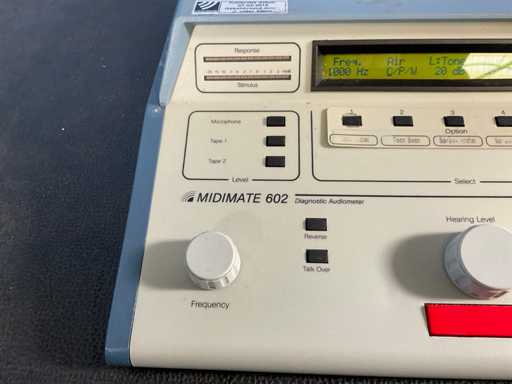 Response
Stimulus
Freq. Air L:Tone
1000 Hz C/P/W 20 db
Microphone
Tape 1
Tape 2
Level
1
2
3
4
Option
Select
MIDIMATE 602 Diagnostic Audiometer
Hearing Level
Reverse
Talk Over
Frequency